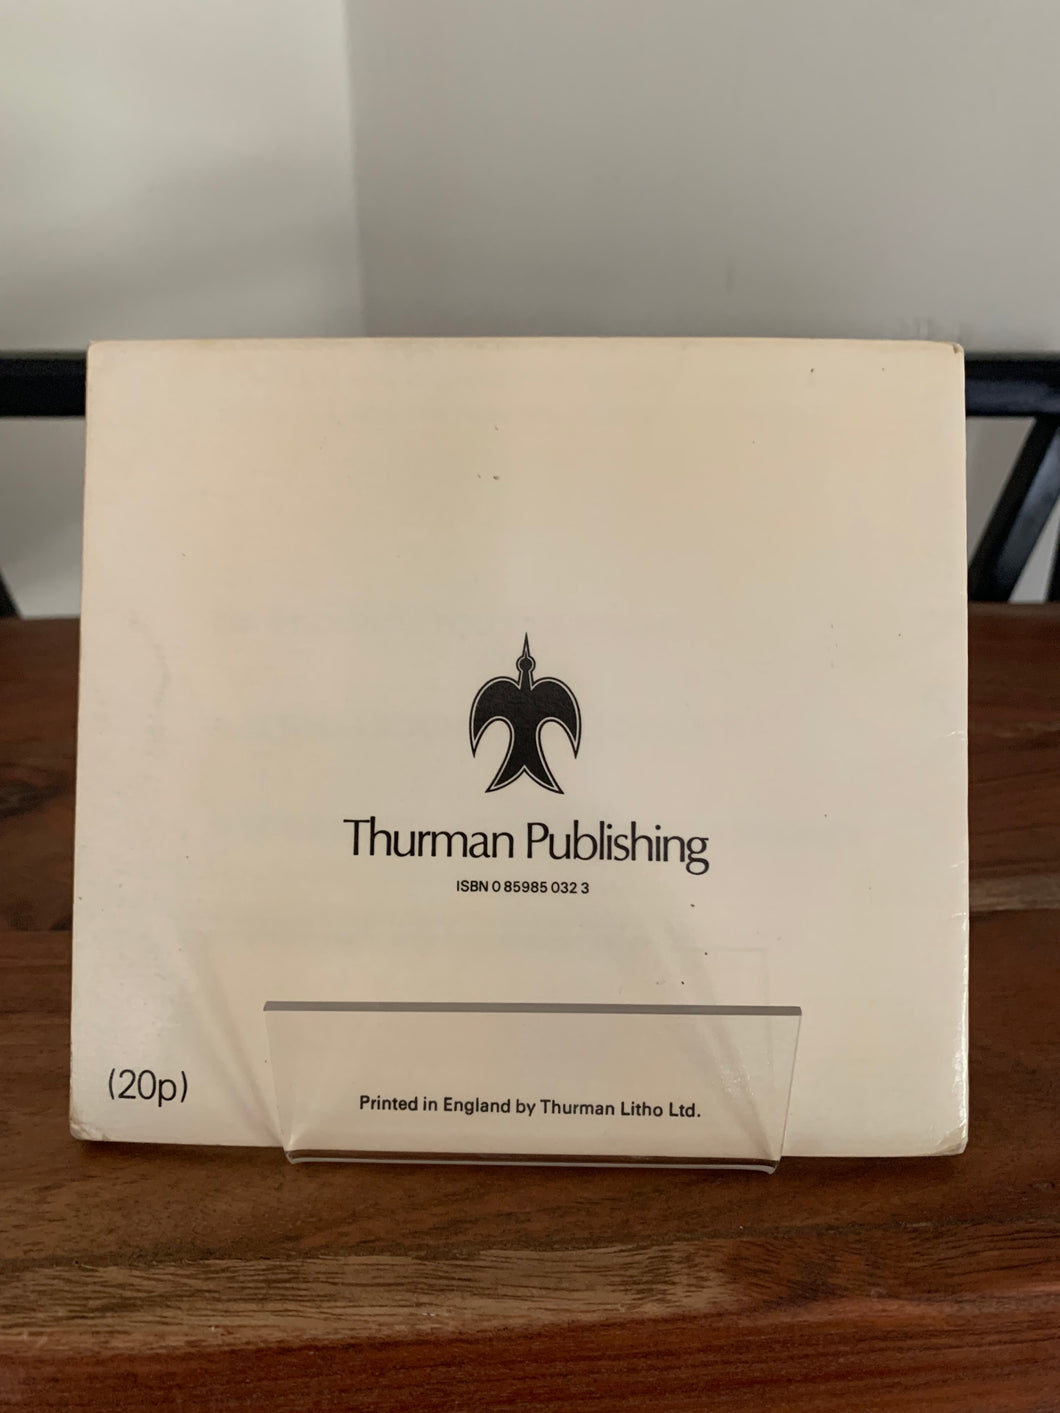 Thurman Publishing
ISBN 0 85985 032 3
(20p)
Printed in England by Thurman Litho Ltd.